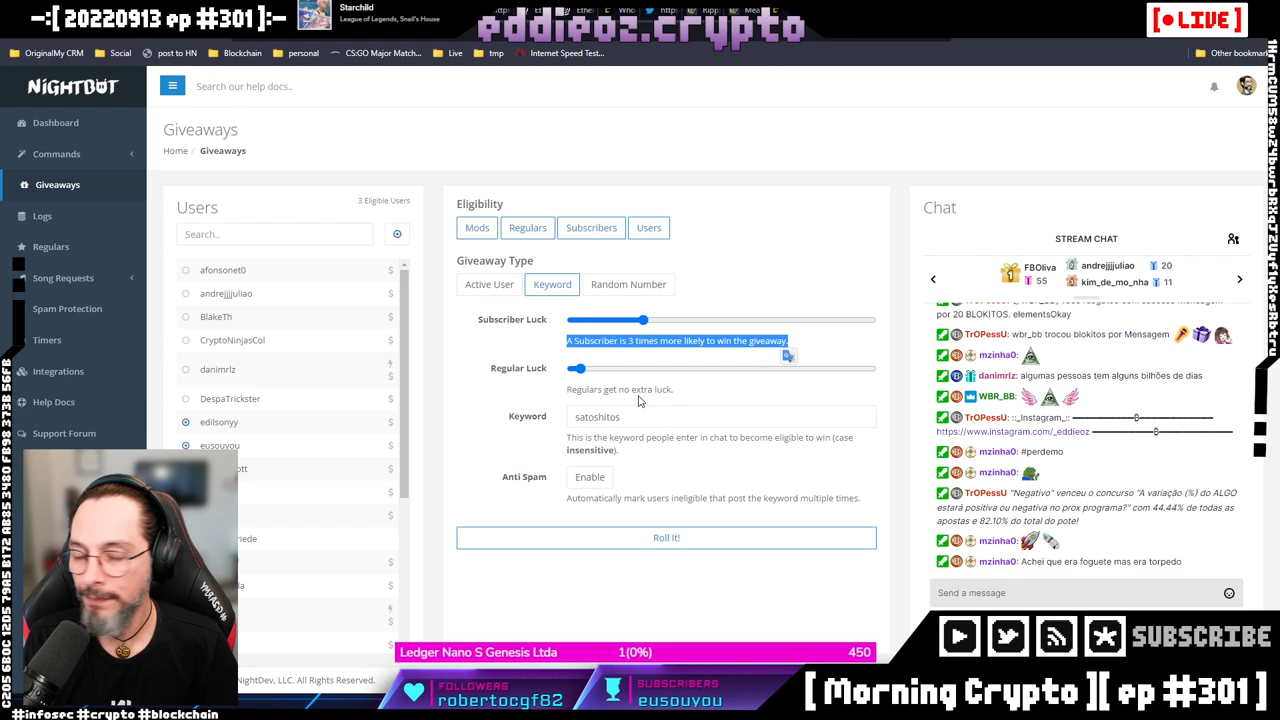 -:[ 20220913 ep #301]:-
Starchild
League of Legends, Snail's House
eddieoz.crypto
[•LIVE]
OriginalMy CRM
Social
Blockchain
post to HN
personal
CS:GO Major Match...
tmp
Internet Speed Test...
Other bookmar
NiGHTBOT
Search our help docs..
Dashboard
Commands
Giveaways
Logs
Regulars
Song Requests
Spam Protection
Timers
Integrations
Help Docs
Support Forum
Giveaways
Home / Giveaways
Users
3 Eligible Users
Search..
afonsonet0
andrejjjjuliao
BlakeTh
CryptoNinjasCol
danimrlz
DespaTrickster
edilsonyy
eusouyou
Eligibility
Mods
Regulars
Subscribers
Users
Giveaway Type
Active User
Keyword
Random Number
Subscriber Luck
A Subscriber is 3 times more likely to win the giveaway.
Regular Luck
Regulars get no extra luck.
Keyword
satoshitos
This is the keyword people enter in chat to become eligible to win (case
insensitive).
Anti Spam
Enable
Automatically mark users ineligible that post the keyword multiple times.
Roll It!
Chat
STREAM CHAT
1 FBOliva 55
andrejjjjuliao 20
kim_de_mo_nha 11
por 20 BLOKITOS. elementsOkay
TrOPessU: wbr_bb trocou blokitos por Mensagem
mzinha0:
danimrlz: algumas pessoas tem alguns bilhões de dias
WBR_BB:
TrOPessU: ::_Instagram_::
https://www.instagram.com/_eddieoz
mzinha0: #perdemo
mzinha0:
TrOPessU "Negativo" venceu o concurso "A variação (%) do ALGO
estará positiva ou negativa no prox programa?" com 44.44% de todas as
apostas e 82.10% do total do pote!
mzinha0:
mzinha0: Achei que era foguete mas era torpedo
Send a message
NightDev, LLC. All Rights Reserved.
Ledger Nano S Genesis Ltda
1(0%)
450
FOLLOWERS
robertocgf82
SUBSCRIBERS
eusouyou
SUBSCRIBE
[ Morning Crypto ][ ep #301 ]
#infosec #crypto #blockchain